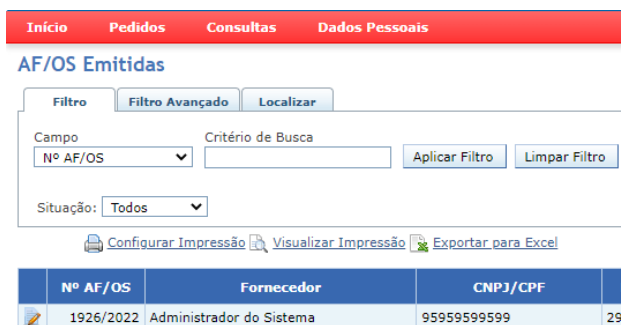 Início Pedidos Consultas Dados Pessoais
AF/OS Emitidas
Filtro Filtro Avançado Localizar
Campo Critério de Busca
Nº AF/OS Aplicar Filtro Limpar Filtro
Situação: Todos
Configurar Impressão Visualizar Impressão Exportar para Excel
Nº AF/OS Fornecedor CNPJ/CPF
1926/2022 Administrador do Sistema 95959599599 29